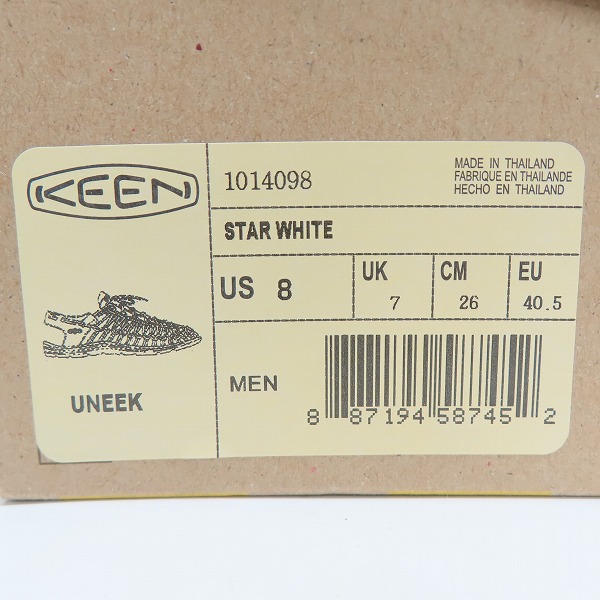 KEEN
1014098
MADE IN THAILAND
FABRIQUE EN THAILANDE
HECHO EN THAILAND
STAR WHITE
US 8
UK 7
CM 26
EU 40.5
UNEEK
MEN
8 87194 58745 2